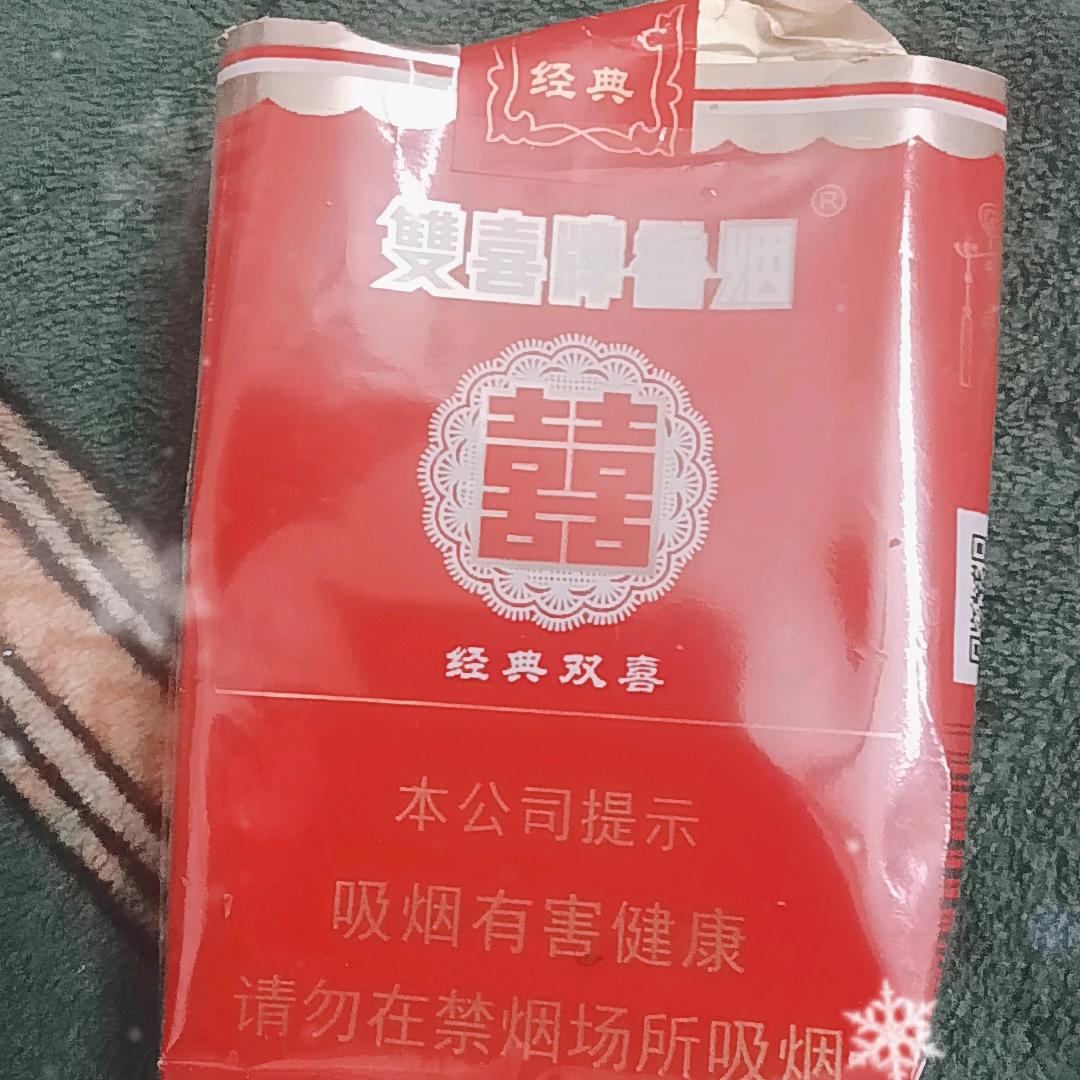 经典
雙喜牌香烟
®
囍
经典双喜
本公司提示
吸烟有害健康
请勿在禁烟场所吸烟